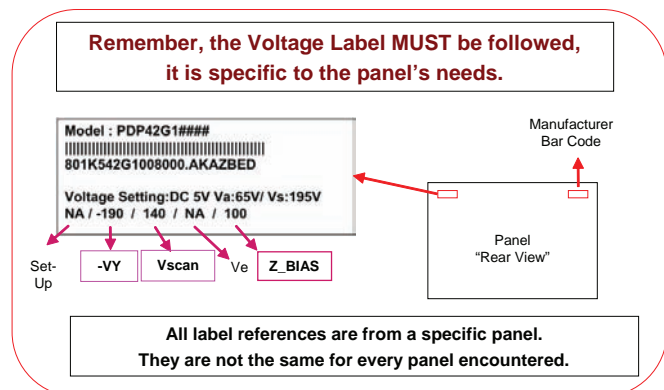 Remember, the Voltage Label MUST be followed,
it is specific to the panel's needs.
Model : PDP42G1####
801K542G1008000.AKAZBED
Voltage Setting:DC 5V Va:65V/ Vs:195V
NA / -190 / 140 / NA / 100
Set-
Up
-VY
Vscan
Ve
Z_BIAS
Manufacturer
Bar Code
Panel
“Rear View”
All label references are from a specific panel.
They are not the same for every panel encountered.